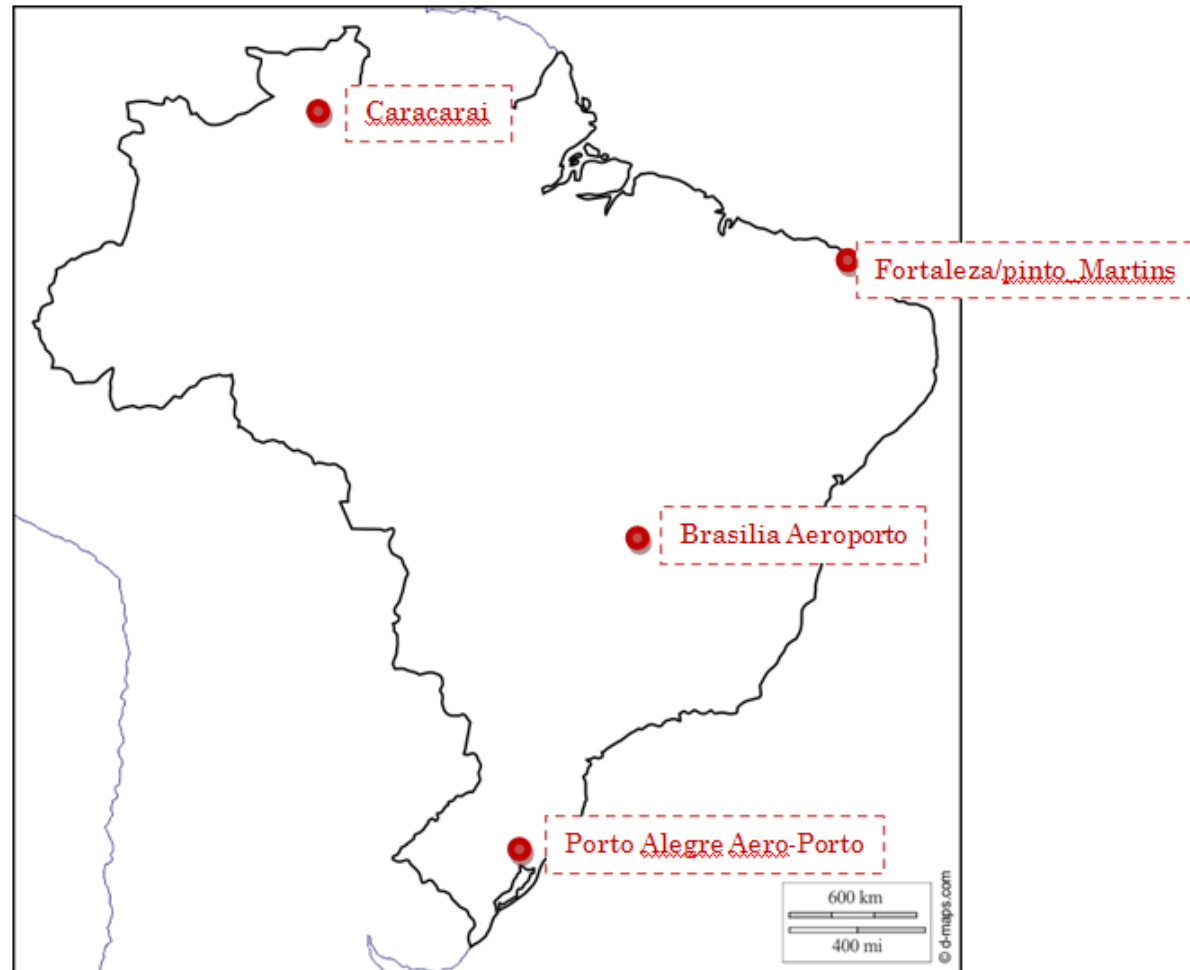 Caracarai
Fortaleza/pinto_Martins
Brasilia Aeroporto
Porto Alegre Aero-Porto
600 km
400 mi
© d-maps.com